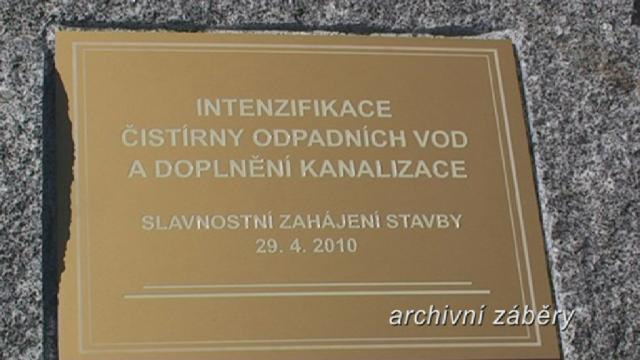 INTENZIFIKACE
ČISTÍRNY ODPADNÍCH VOD
A DOPLNĚNÍ KANALIZACE
SLAVNOSTNÍ ZAHÁJENÍ STAVBY
29. 4. 2010
archivní záběry